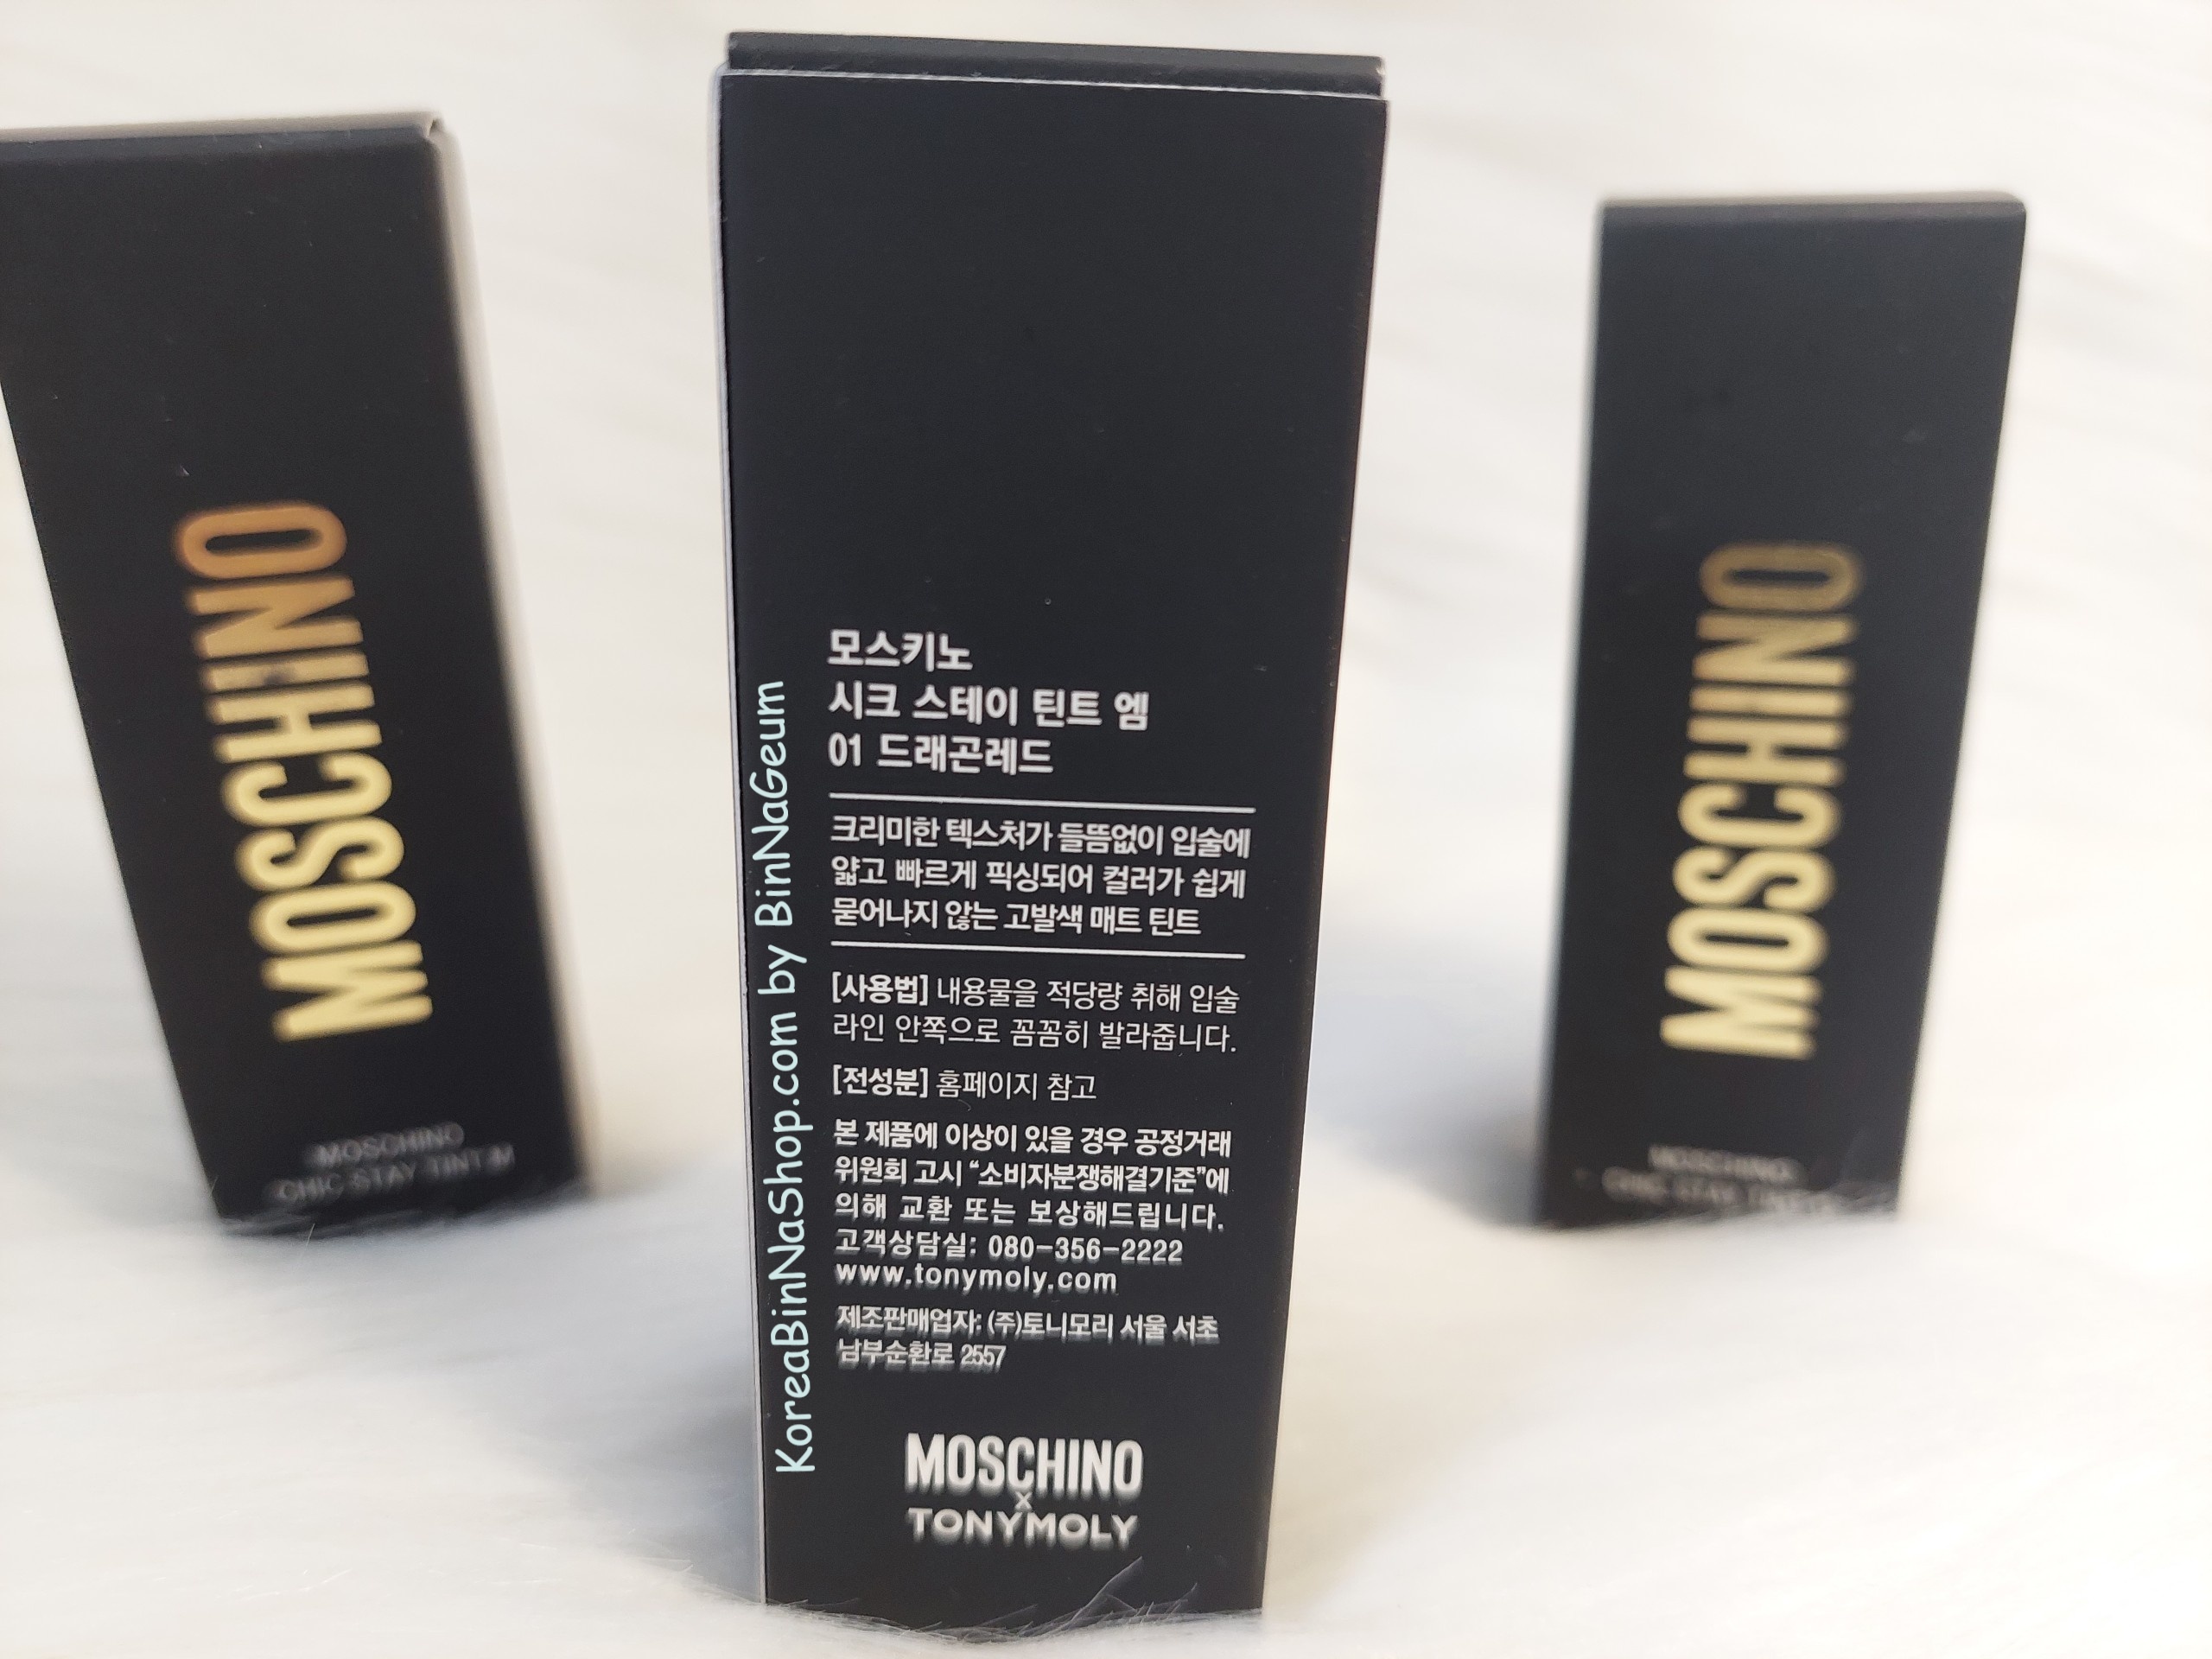 MOSCHINO
MOSCHINO
CHIC STAY TINT M
모스키노
시크 스테이 틴트 엠
01 드래곤레드
크리미한 텍스처가 들뜸없이 입술에
얇고 빠르게 픽싱되어 컬러가 쉽게
묻어나지 않는 고발색 매트 틴트
[사용법] 내용물을 적당량 취해 입술
라인 안쪽으로 꼼꼼히 발라줍니다.
[전성분] 홈페이지 참고
본 제품에 이상이 있을 경우 공정거래
위원회 고시 “소비자분쟁해결기준”에
의해 교환 또는 보상해드립니다.
고객상담실: 080-356-2222
www.tonymoly.com
제조판매업자: (주)토니모리 서울 서초
남부순환로 2557
MOSCHINO
x
TONYMOLY
KoreaBinNaShop.com by BinNaGeum
MOSCHINO
MOSCHINO
CHIC STAY TINT